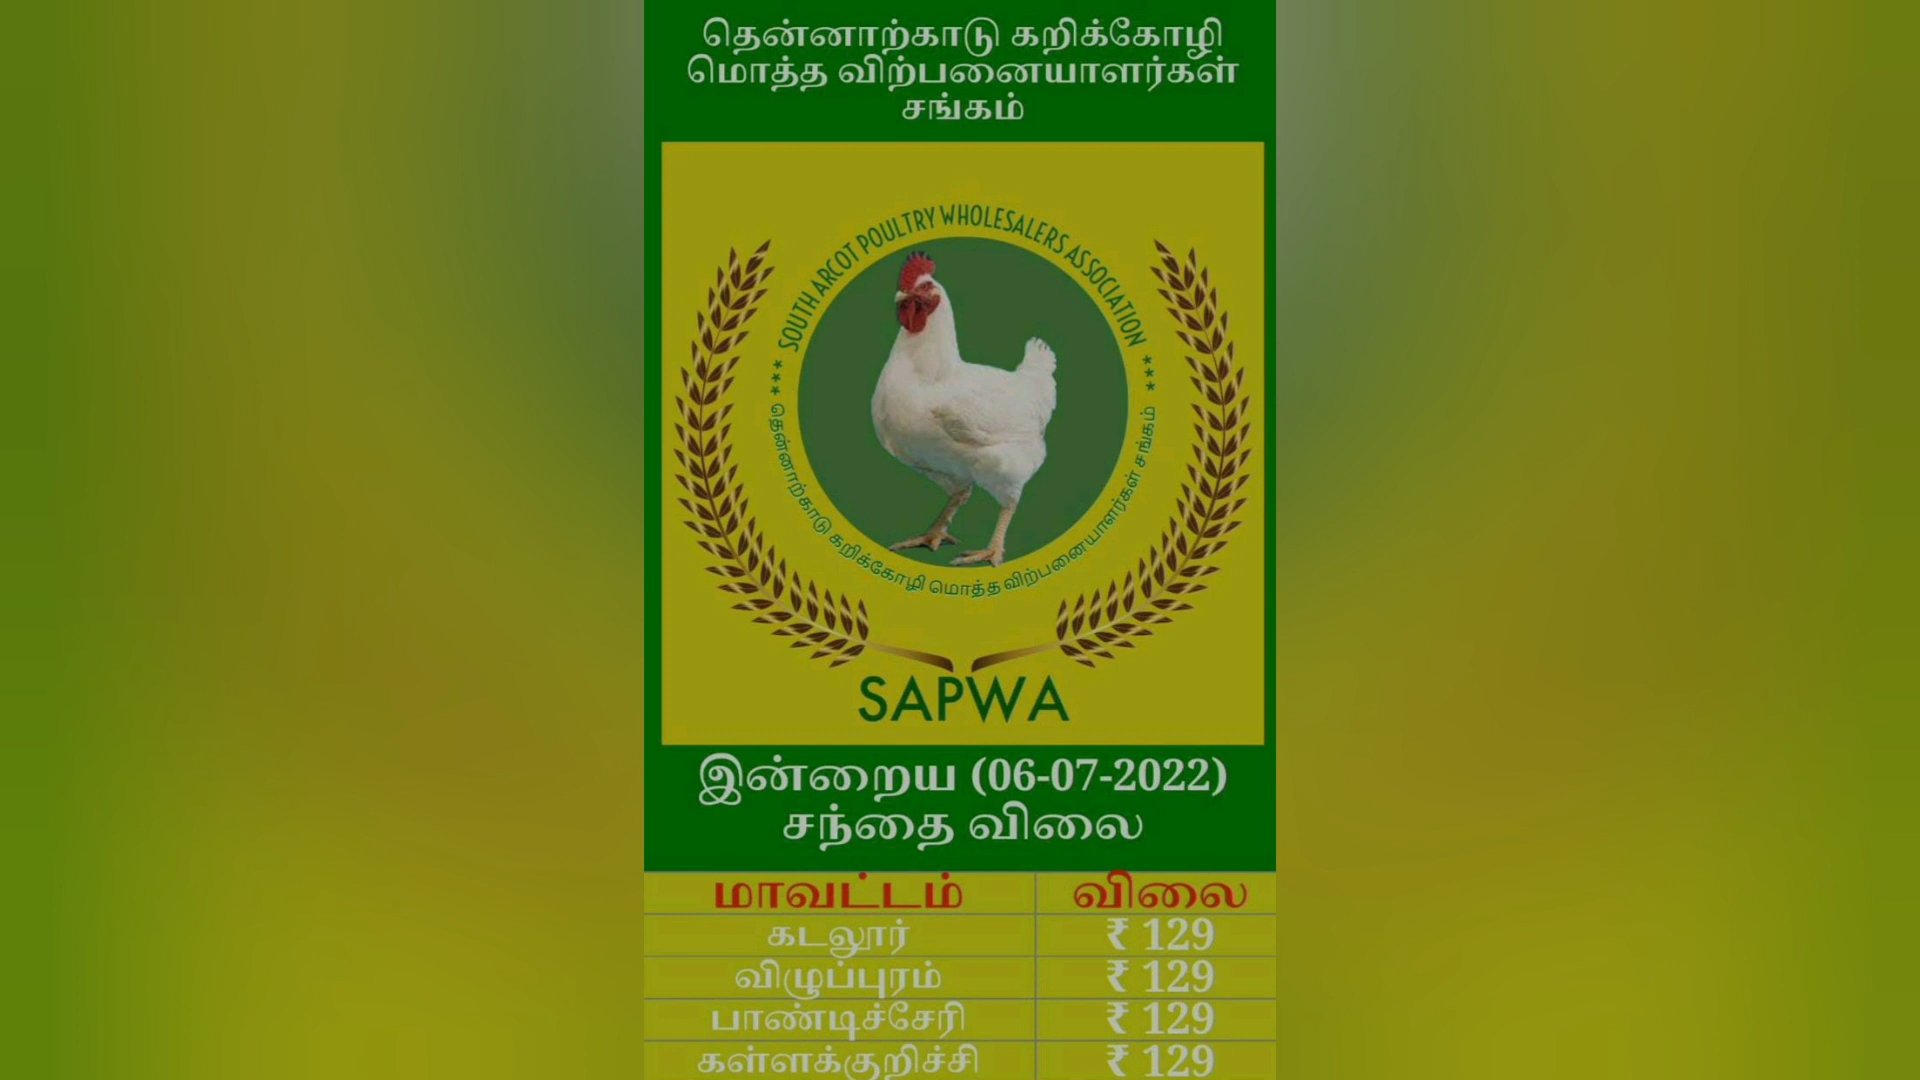 தென்னாற்காடு கறிக்கோழி
மொத்த விற்பனையாளர்கள்
சங்கம்
*** SOUTH ARCOT POULTRY WHOLESALERS ASSOCIATION ***
தென்னாற்காடு கறிக்கோழி மொத்த விற்பனையாளர்கள் சங்கம்
SAPWA
இன்றைய (06-07-2022)
சந்தை விலை
மாவட்டம் விலை
கடலூர் ₹ 129
விழுப்புரம் ₹ 129
பாண்டிச்சேரி ₹ 129
கள்ளக்குறிச்சி ₹ 129